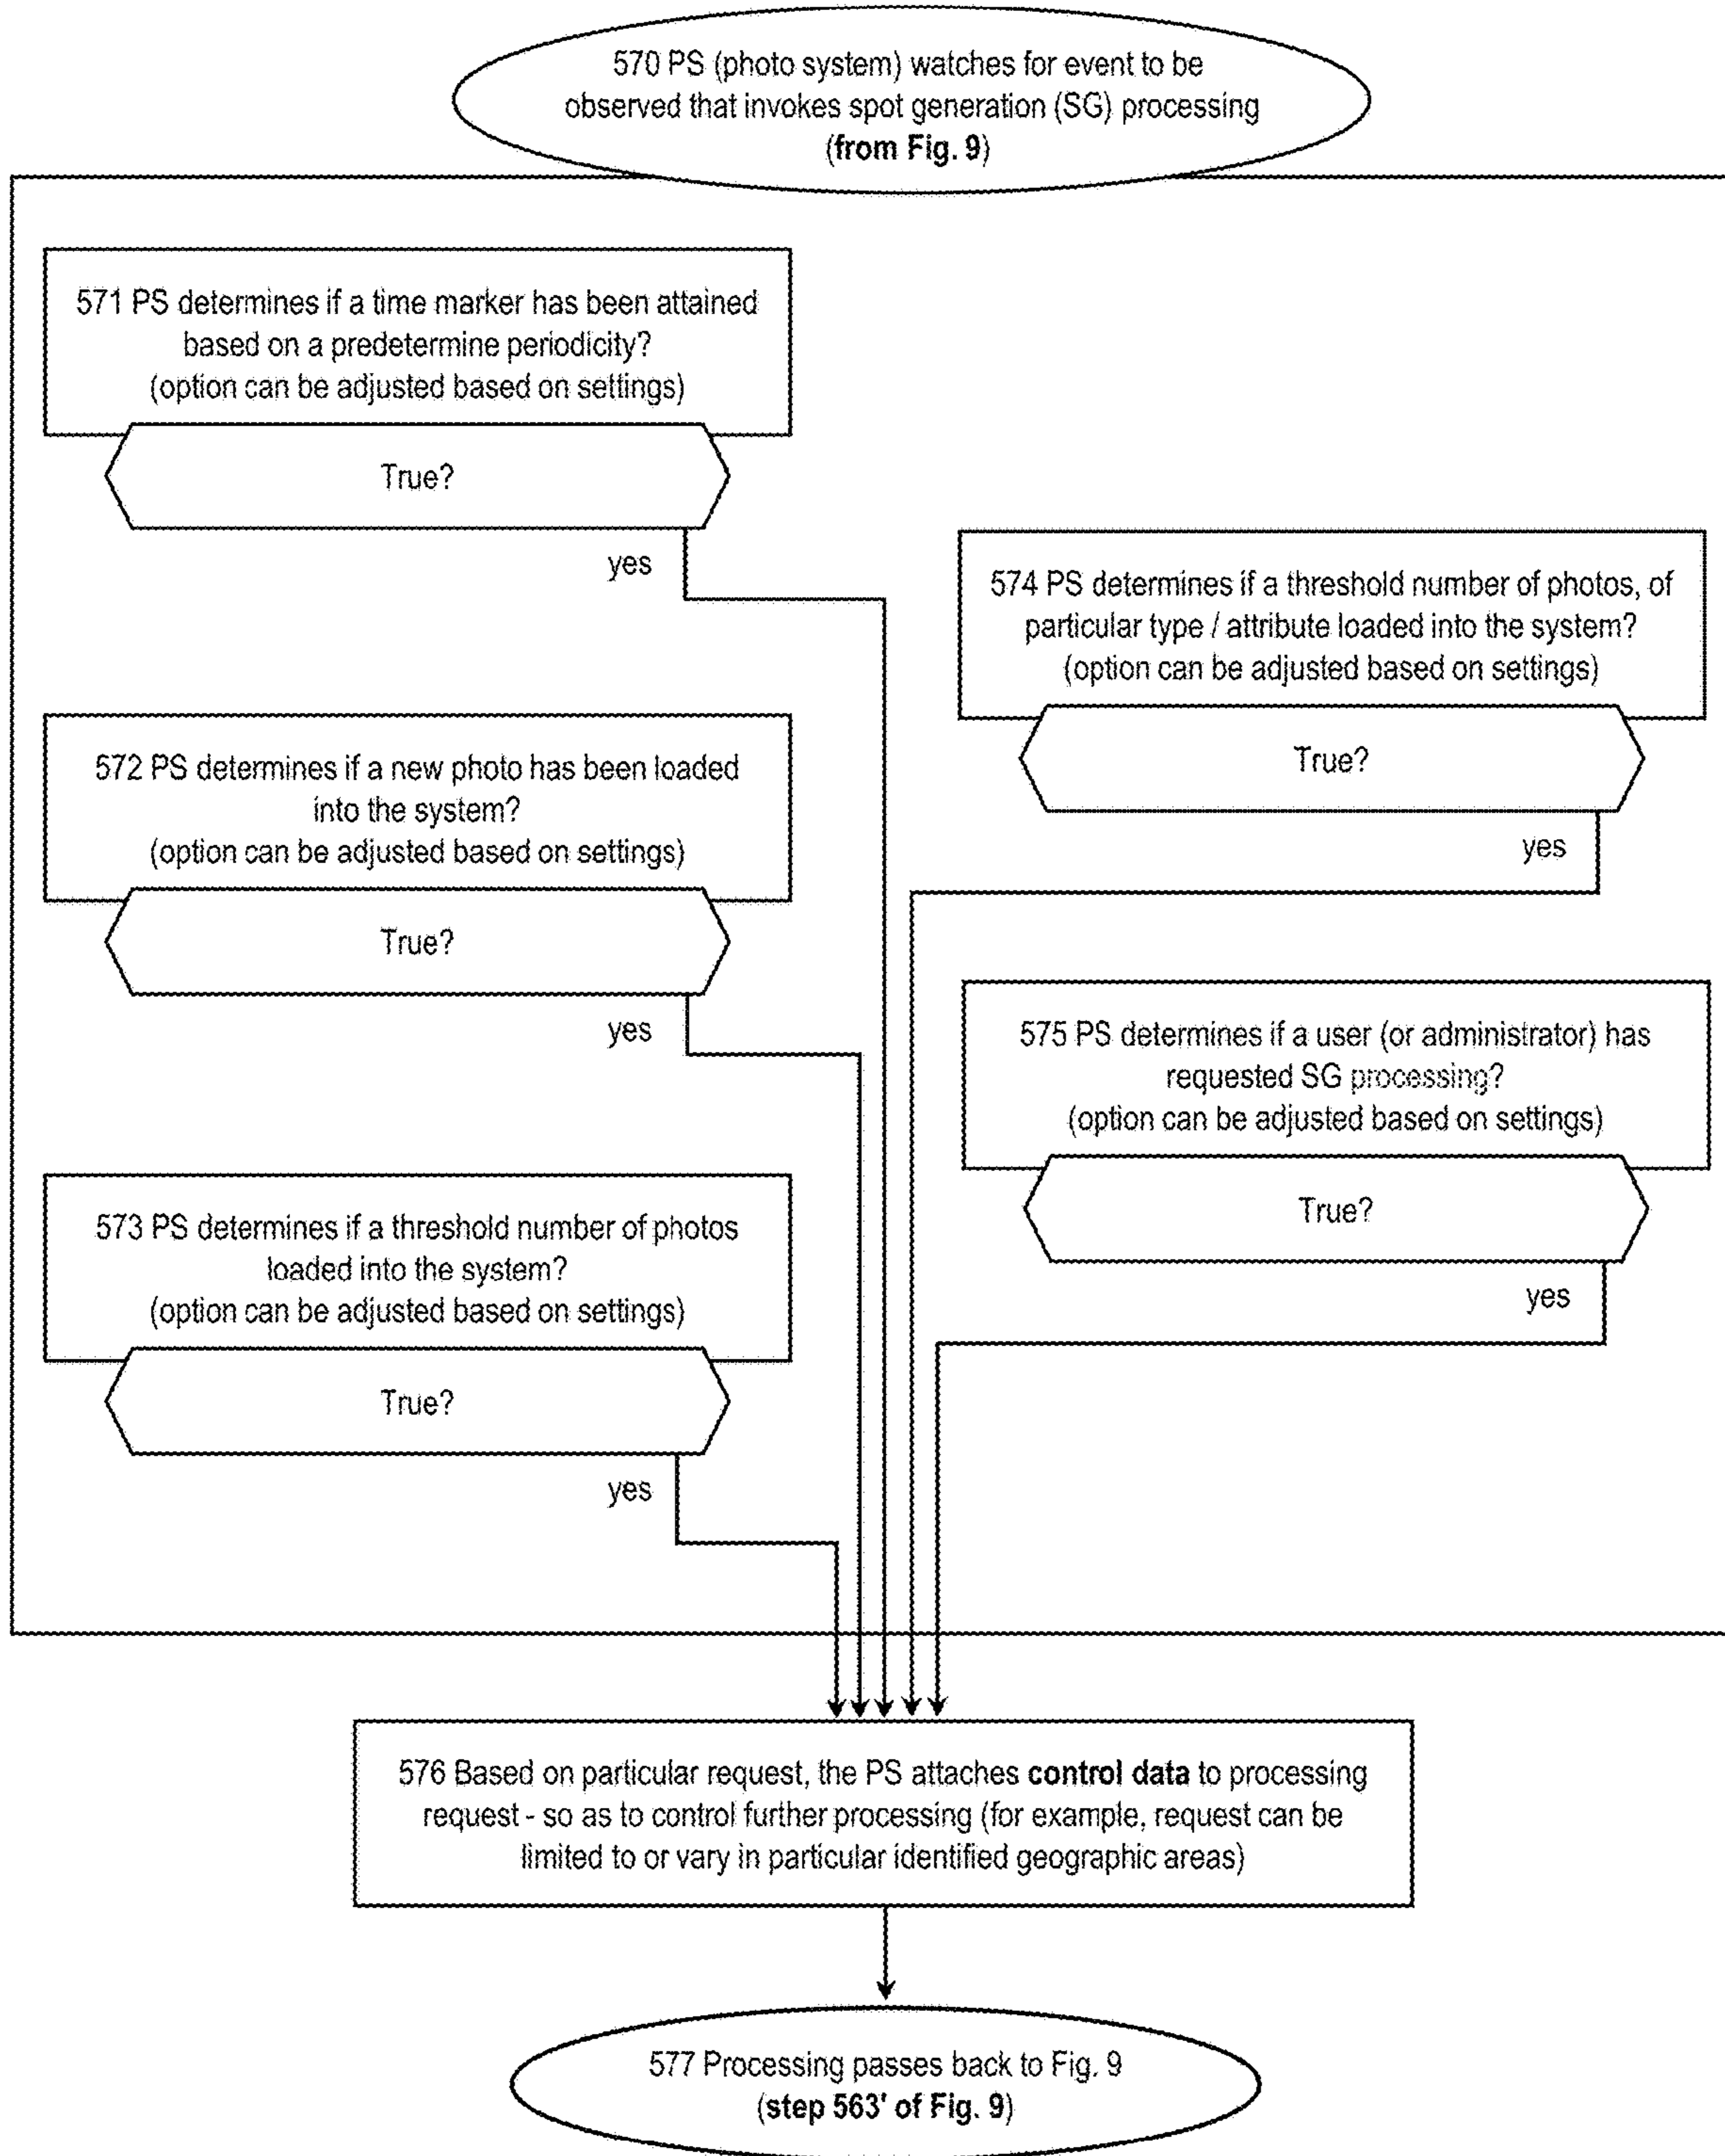 570 PS (photo system) watches for event to be
observed that invokes spot generation (SG) processing
(from Fig. 9)
571 PS determines if a time marker has been attained
based on a predetermine periodicity?
(option can be adjusted based on settings)
True?
yes
572 PS determines if a new photo has been loaded
into the system?
(option can be adjusted based on settings)
True?
yes
573 PS determines if a threshold number of photos
loaded into the system?
(option can be adjusted based on settings)
True?
yes
574 PS determines if a threshold number of photos, of
particular type / attribute loaded into the system?
(option can be adjusted based on settings)
True?
yes
575 PS determines if a user (or administrator) has
requested SG processing?
(option can be adjusted based on settings)
True?
yes
576 Based on particular request, the PS attaches control data to processing
request - so as to control further processing (for example, request can be
limited to or vary in particular identified geographic areas)
577 Processing passes back to Fig. 9
(step 563' of Fig. 9)